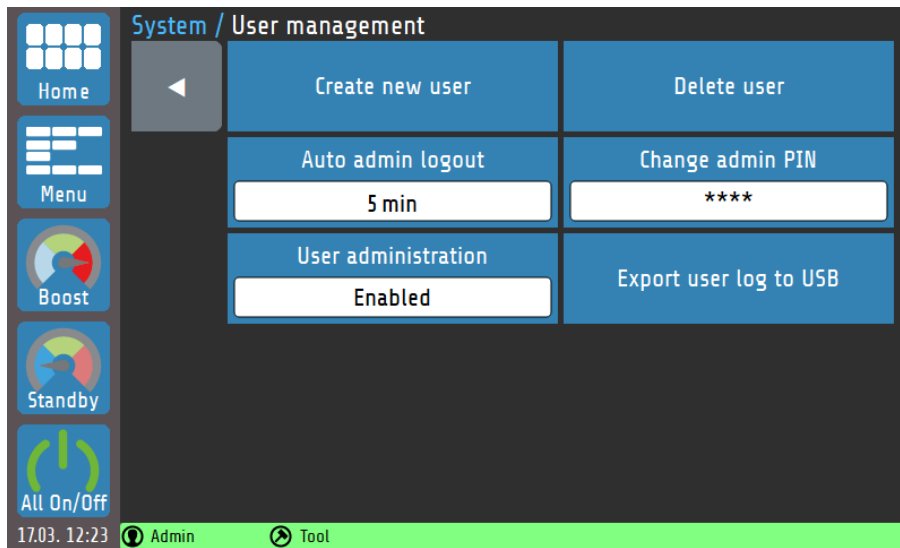 System / User management
Home
◄
Create new user
Delete user
Menu
Auto admin logout
5 min
Change admin PIN
****
Boost
User administration
Enabled
Export user log to USB
Standby
All On/Off
17.03. 12:23
Admin
Tool